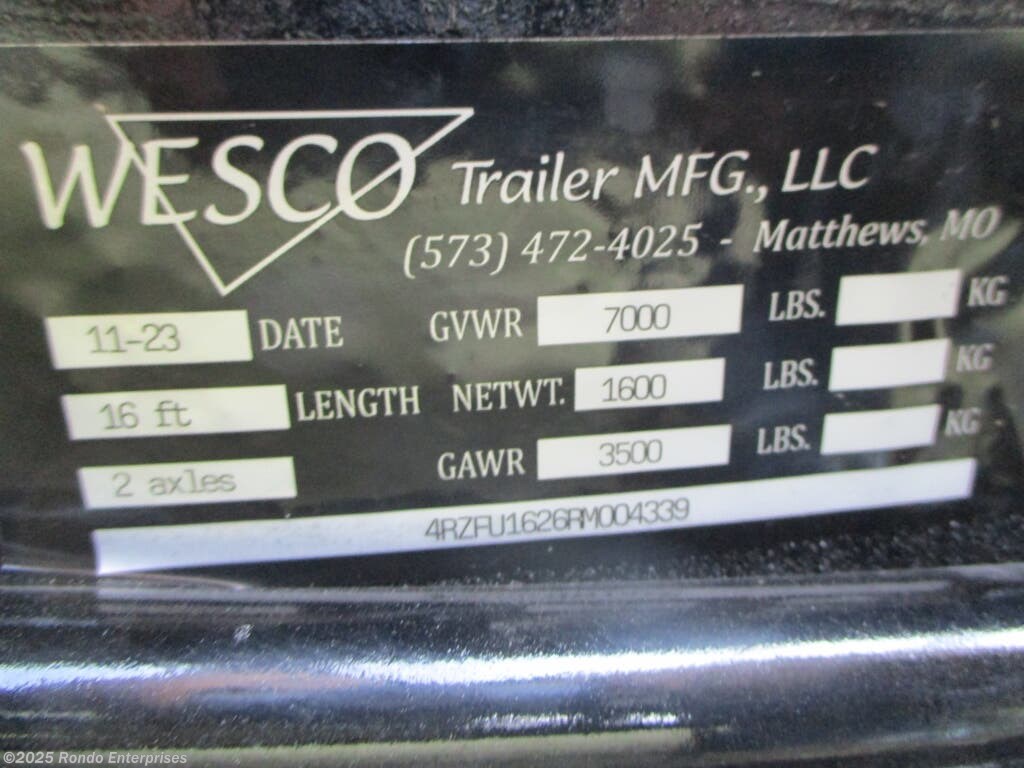 WESCO Trailer MFG., LLC
(573) 472-4025 - Matthews, MO
11-23 DATE GVWR 7000 LBS. KG
16 ft LENGTH NETWT. 1600 LBS. KG
2 axles GAWR 3500 LBS. KG
4RZFU1626RM004339
©2025 Rondo Enterprises